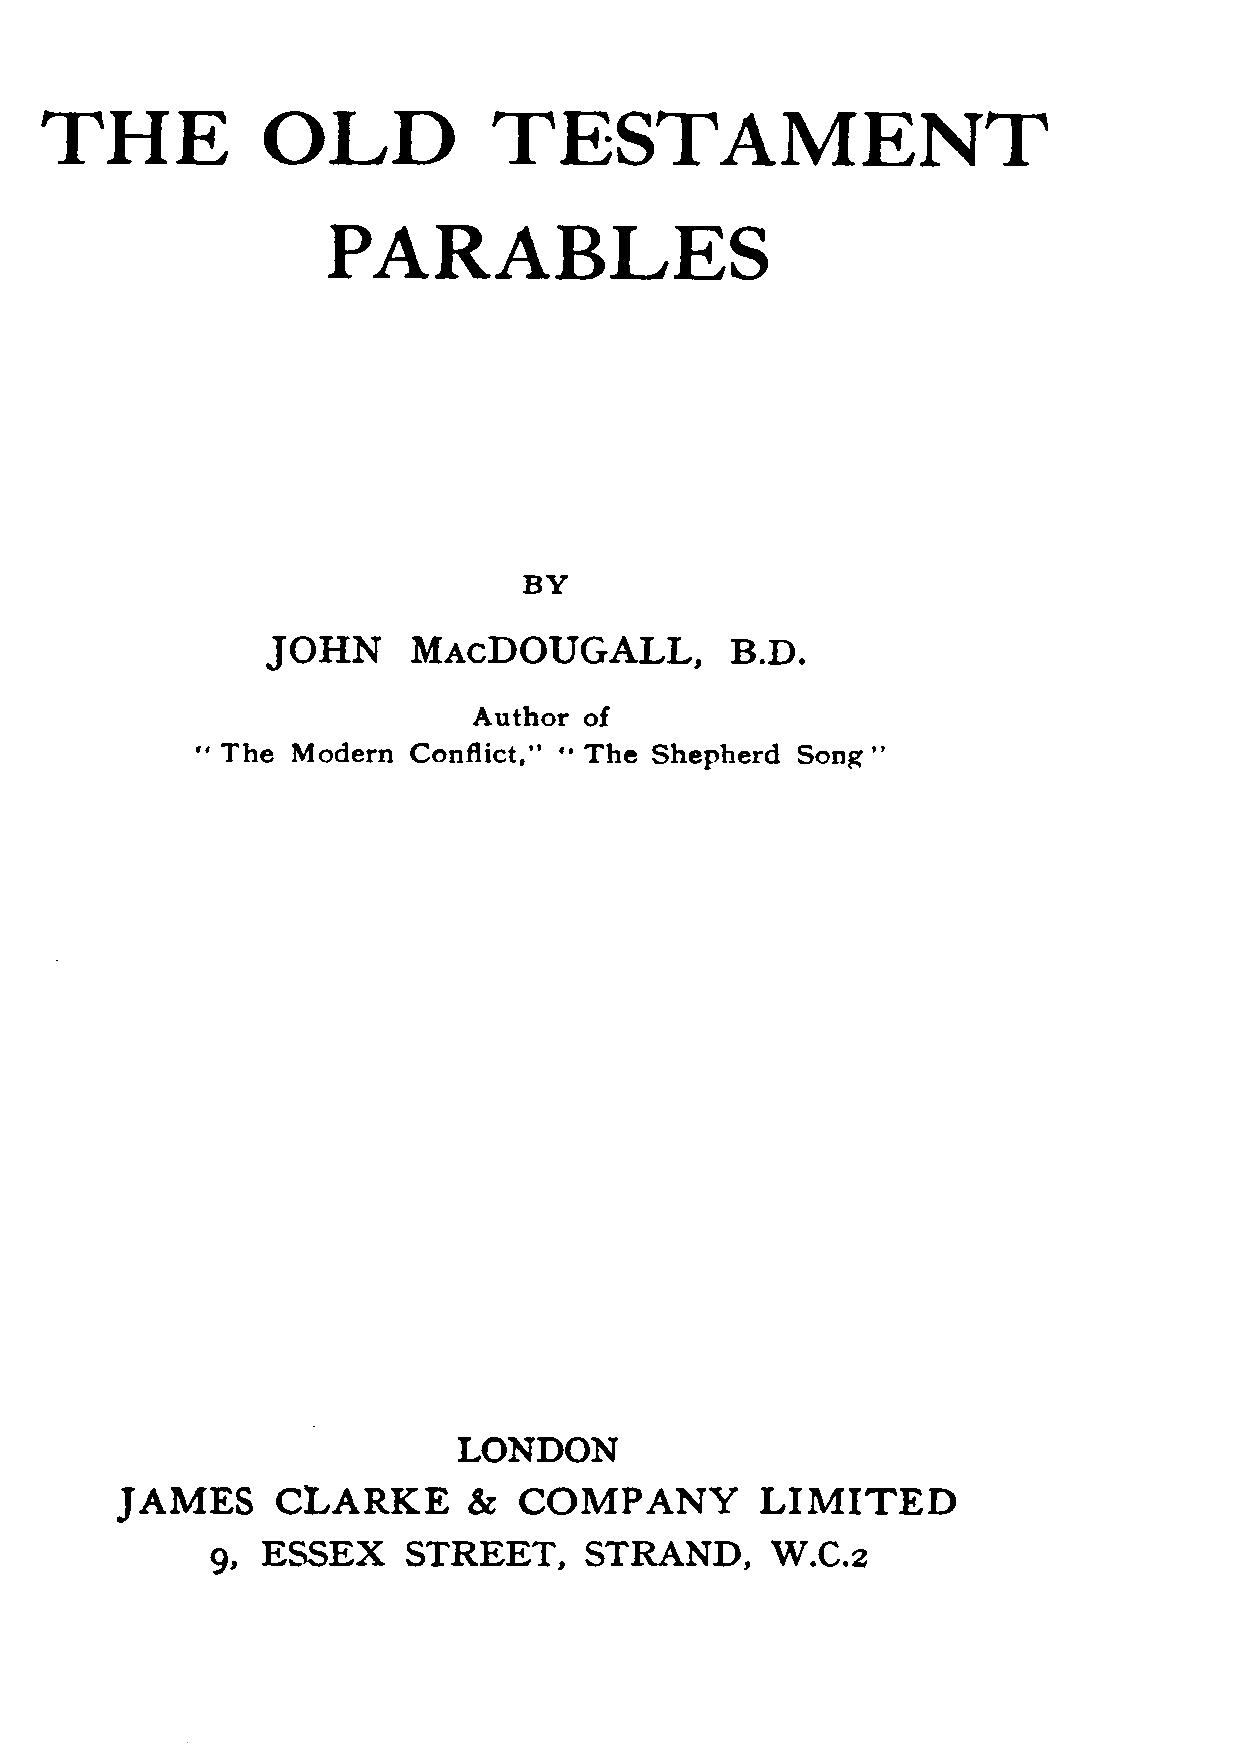 THE OLD TESTAMENT
PARABLES
BY
JOHN MACDOUGALL, B.D.
Author of
"The Modern Conflict," "The Shepherd Song"
LONDON
JAMES CLARKE & COMPANY LIMITED
9, ESSEX STREET, STRAND, W.C.2